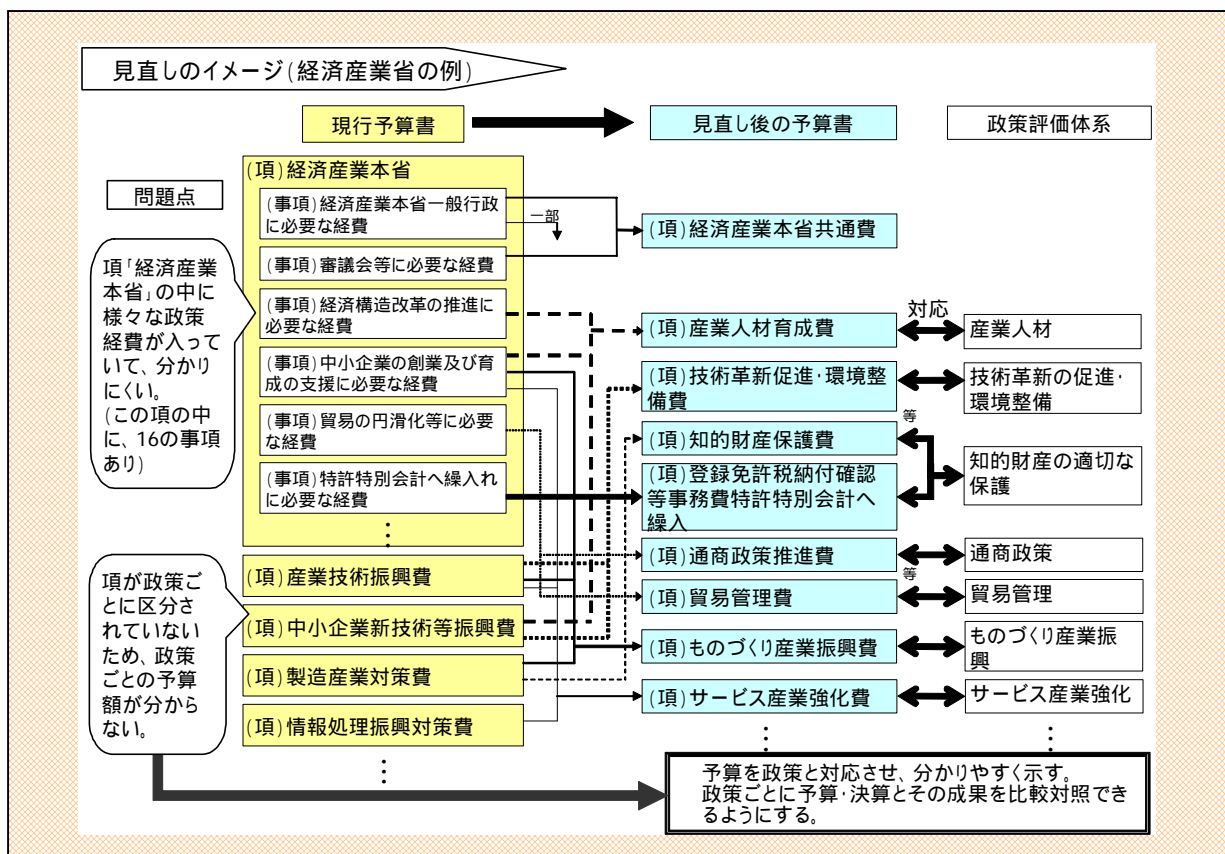 見直しのイメージ(経済産業省の例)
現行予算書
見直し後の予算書
政策評価体系
問題点
項「経済産業
本省」の中に
様々な政策
経費が入っ
ていて、分かり
にくい。
(この項の中
に、16の事項
あり)
項が政策ご
とに区分さ
れていない
ため、政策
ごとの予算
額が分から
ない。
(項)経済産業本省
(事項)経済産業本省一般行政
に必要な経費
一部
(事項)審議会等に必要な経費
(事項)経済構造改革の推進に
必要な経費
(事項)中小企業の創業及び育
成の支援に必要な経費
(事項)貿易の円滑化等に必要
な経費
(事項)特許特別会計へ繰入れ
に必要な経費
⋮
(項)産業技術振興費
(項)中小企業新技術等振興費
(項)製造産業対策費
(項)情報処理振興対策費
⋮
(項)経済産業本省共通費
(項)産業人材育成費
(項)技術革新促進・環境整
備費
(項)知的財産保護費
(項)登録免許税納付確認
等事務費特許特別会計へ
繰入
(項)通商政策推進費
(項)貿易管理費
(項)ものづくり産業振興費
(項)サービス産業強化費
⋮
対応
等
等
産業人材
技術革新の促進・
環境整備
知的財産の適切な
保護
通商政策
貿易管理
ものづくり産業振
興
サービス産業強化
⋮
予算を政策と対応させ、分かりやすく示す。
政策ごとに予算・決算とその成果を比較対照でき
るようにする。